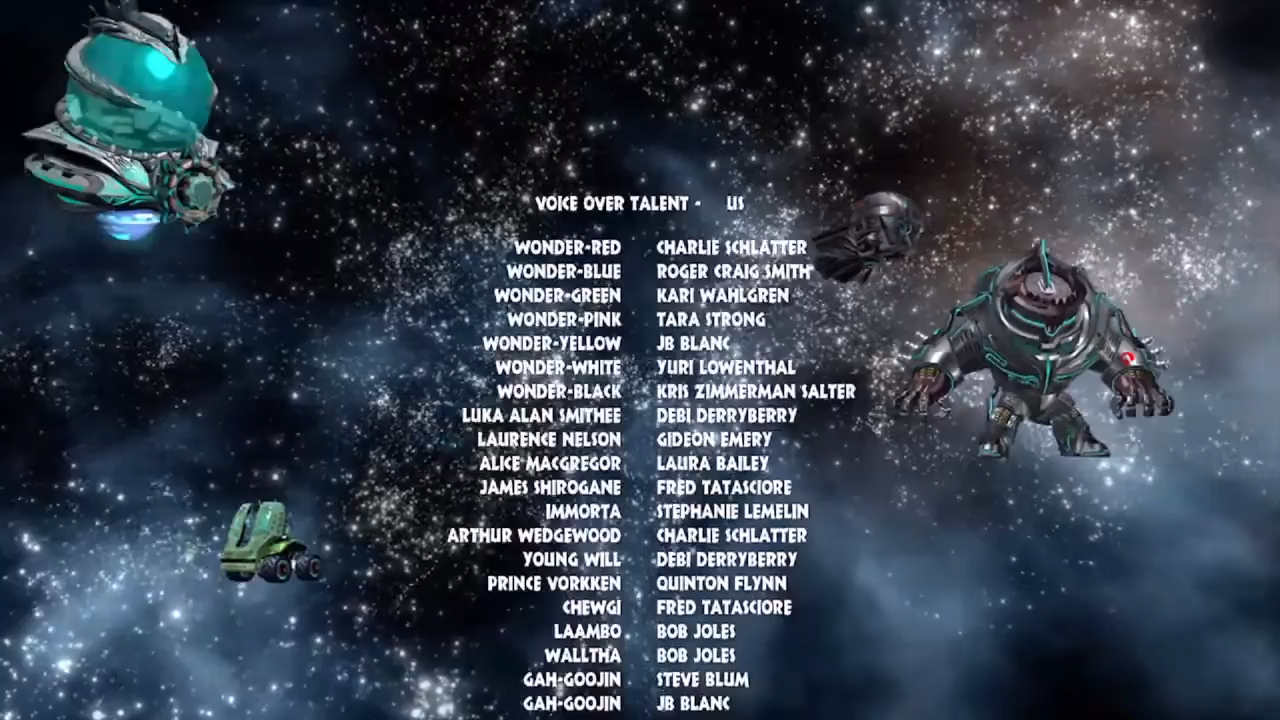 VOICE OVER TALENT - US
WONDER-RED CHARLIE SCHLATTER
WONDER-BLUE ROGER CRAIG SMITH
WONDER-GREEN KARI WAHLGREN
WONDER-PINK TARA STRONG
WONDER-YELLOW JB BLANC
WONDER-WHITE YURI LOWENTHAL
WONDER-BLACK KRIS ZIMMERMAN SALTER
LUKA ALAN SMITHEE DEBI DERRYBERRY
LAURENCE NELSON GIDEON EMERY
ALICE MACGREGOR LAURA BAILEY
JAMES SHIROGANE FRED TATASCIORE
IMMORTA STEPHANIE LEMELIN
ARTHUR WEDGEWOOD CHARLIE SCHLATTER
YOUNG WILL DEBI DERRYBERRY
PRINCE VORKKEN QUINTON FLYNN
CHEWGI FRED TATASCIORE
LAAMBO BOB JOLES
WALLTHA BOB JOLES
GAH-GOOJIN STEVE BLUM
GAH-GOOJIN JB BLANC